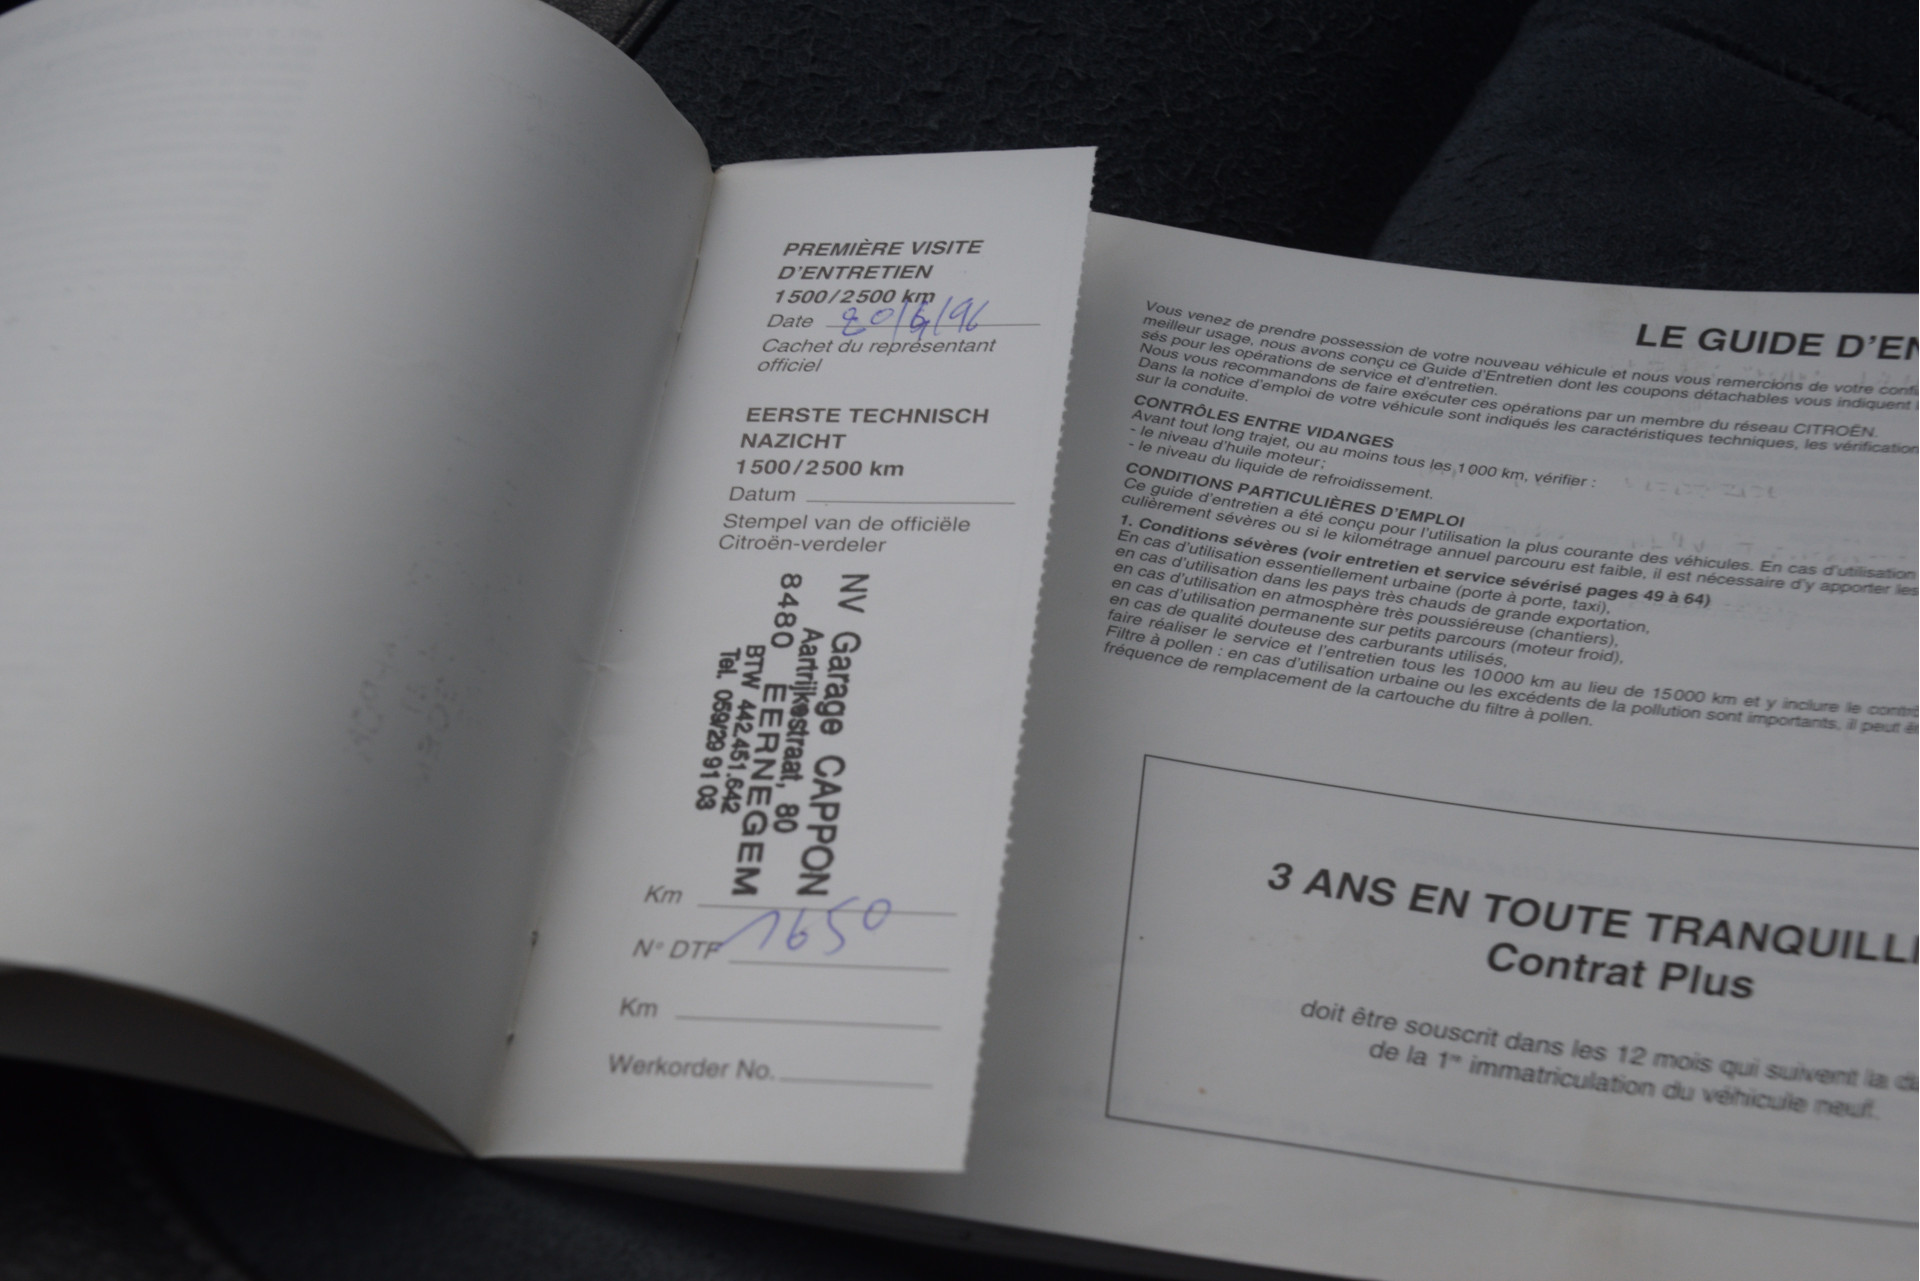 PREMIÈRE VISITE
D'ENTRETIEN
1500/2500 km
Date
Cachet du représentant
officiel
EERSTE TECHNISCH
NAZICHT
1500/2500 km
Datum
Stempel van de officiële
Citroën-verdeler
NV Garage CAPPON
Aartrijkestraat, 80
8480 EERNEGEM
BTW 442.451.642
Tel. 059/29 91 03
Km
1650
N° DTF
Km
Werkorder No.
LE GUIDE D'EN
Vous venez de prendre possession de votre nouveau véhicule et nous vous remercions de votre confi
meilleur usage, nous avons conçu ce Guide d'Entretien dont les coupons détachables vous indiquent
sés pour les opérations de service et d'entretien.
Nous vous recommandons de faire exécuter ces opérations par un membre du réseau CITROËN.
Dans la notice d'emploi de votre véhicule sont indiqués les caractéristiques techniques, les vérification
sur la conduite.
CONTRÔLES ENTRE VIDANGES
Avant tout long trajet, ou au moins tous les 1000 km, vérifier :
- le niveau d'huile moteur;
- le niveau du liquide de refroidissement.
CONDITIONS PARTICULIÈRES D'EMPLOI
Ce guide d'entretien a été conçu pour l'utilisation la plus courante des véhicules. En cas d'utilisation
culièrement sévères ou si le kilométrage annuel parcouru est faible, il est nécessaire d'y apporter les
1. Conditions sévères (voir entretien et service sévérisé pages 49 à 64)
En cas d'utilisation essentiellement urbaine (porte à porte, taxi),
en cas d'utilisation dans les pays très chauds de grande exportation,
en cas d'utilisation en atmosphère très poussiéreuse (chantiers),
en cas d'utilisation permanente sur petits parcours (moteur froid),
en cas de qualité douteuse des carburants utilisés,
faire réaliser le service et l'entretien tous les 10000 km au lieu de 15000 km et y inclure le contrô
Filtre à pollen : en cas d'utilisation urbaine ou les excédents de la pollution sont importants, il peut êt
fréquence de remplacement de la cartouche du filtre à pollen.
3 ANS EN TOUTE TRANQUILLI
Contrat Plus
doit être souscrit dans les 12 mois qui suivent la da
de la 1re immatriculation du véhicule neuf.